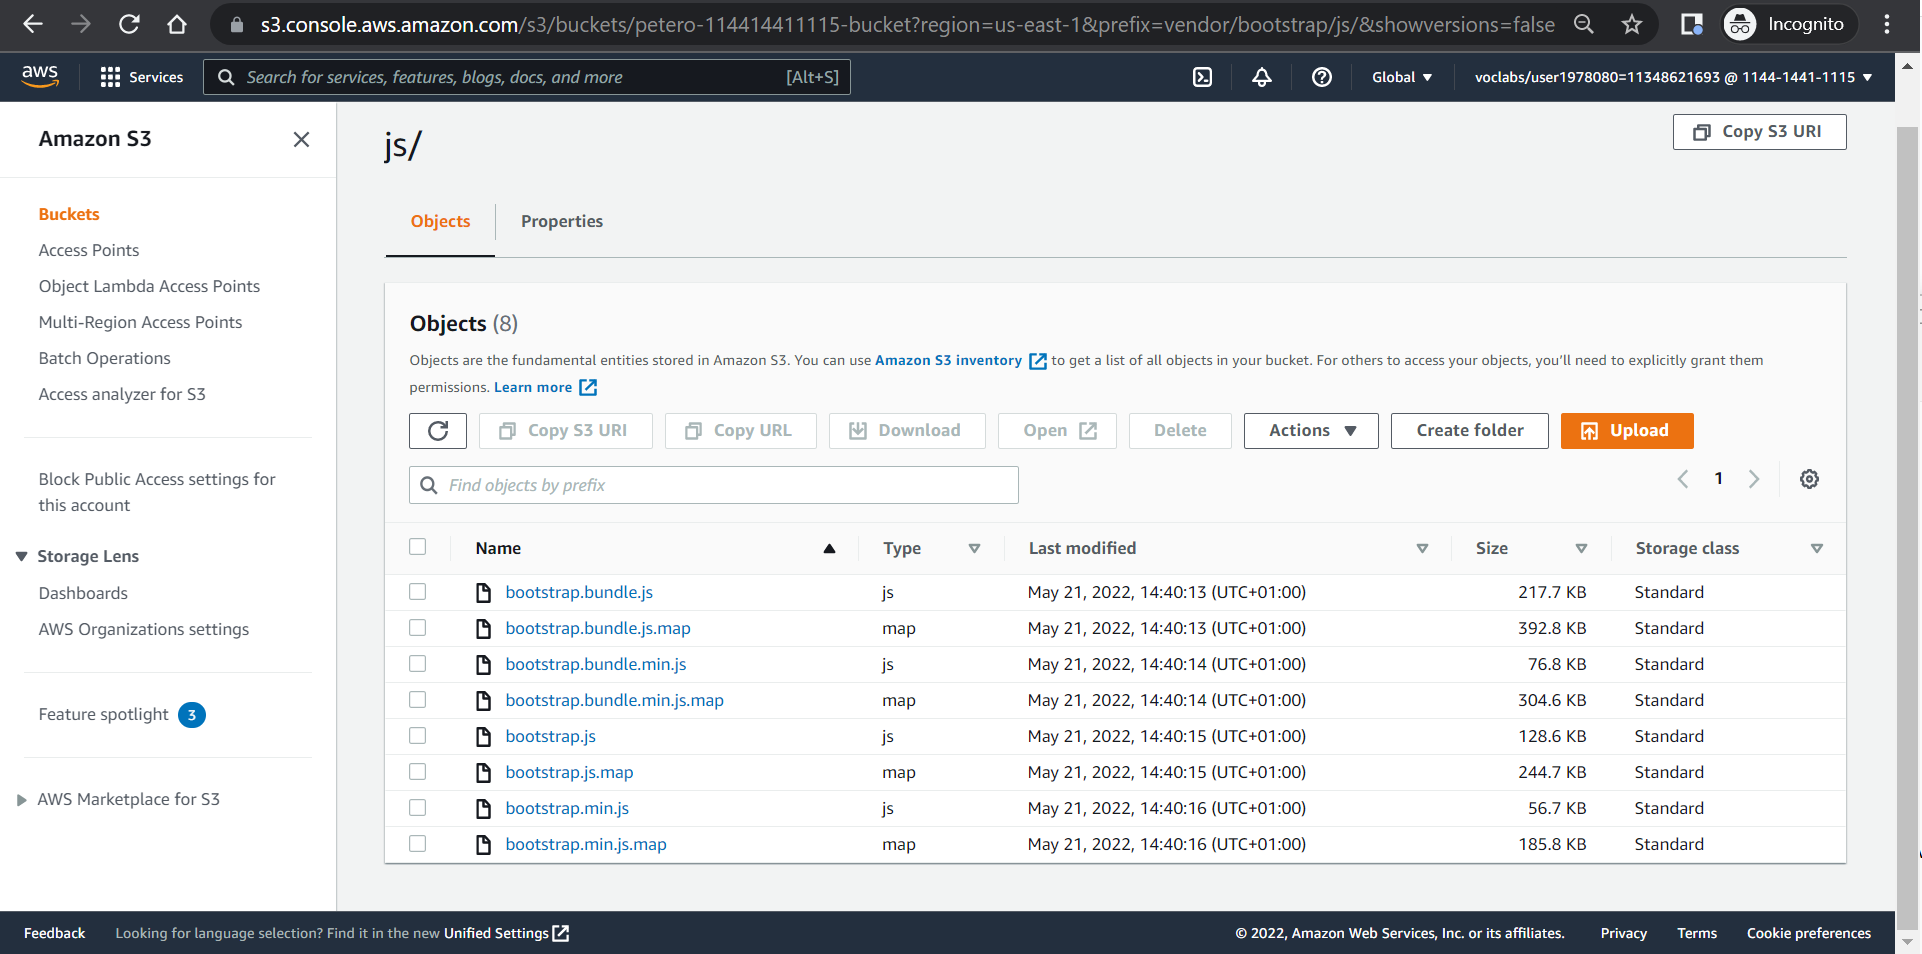 s3.console.aws.amazon.com/s3/buckets/petero-114414411115-bucket?region=us-east-1&prefix=vendor/bootstrap/js/&showversions=false
Incognito
aws
Services
Search for services, features, blogs, docs, and more [Alt+S]
Global
voclabs/user1978080=11348621693 @ 1144-1441-1115
Amazon S3
Buckets
Access Points
Object Lambda Access Points
Multi-Region Access Points
Batch Operations
Access analyzer for S3
Block Public Access settings for
this account
Storage Lens
Dashboards
AWS Organizations settings
Feature spotlight 3
AWS Marketplace for S3
js/
Copy S3 URI
Objects Properties
Objects (8)
Objects are the fundamental entities stored in Amazon S3. You can use Amazon S3 inventory to get a list of all objects in your bucket. For others to access your objects, you'll need to explicitly grant them
permissions. Learn more
Copy S3 URI Copy URL Download Open Delete Actions Create folder Upload
Find objects by prefix
1
Name Type Last modified Size Storage class
bootstrap.bundle.js js May 21, 2022, 14:40:13 (UTC+01:00) 217.7 KB Standard
bootstrap.bundle.js.map map May 21, 2022, 14:40:13 (UTC+01:00) 392.8 KB Standard
bootstrap.bundle.min.js js May 21, 2022, 14:40:14 (UTC+01:00) 76.8 KB Standard
bootstrap.bundle.min.js.map map May 21, 2022, 14:40:14 (UTC+01:00) 304.6 KB Standard
bootstrap.js js May 21, 2022, 14:40:15 (UTC+01:00) 128.6 KB Standard
bootstrap.js.map map May 21, 2022, 14:40:15 (UTC+01:00) 244.7 KB Standard
bootstrap.min.js js May 21, 2022, 14:40:16 (UTC+01:00) 56.7 KB Standard
bootstrap.min.js.map map May 21, 2022, 14:40:16 (UTC+01:00) 185.8 KB Standard
Feedback Looking for language selection? Find it in the new Unified Settings
© 2022, Amazon Web Services, Inc. or its affiliates. Privacy Terms Cookie preferences